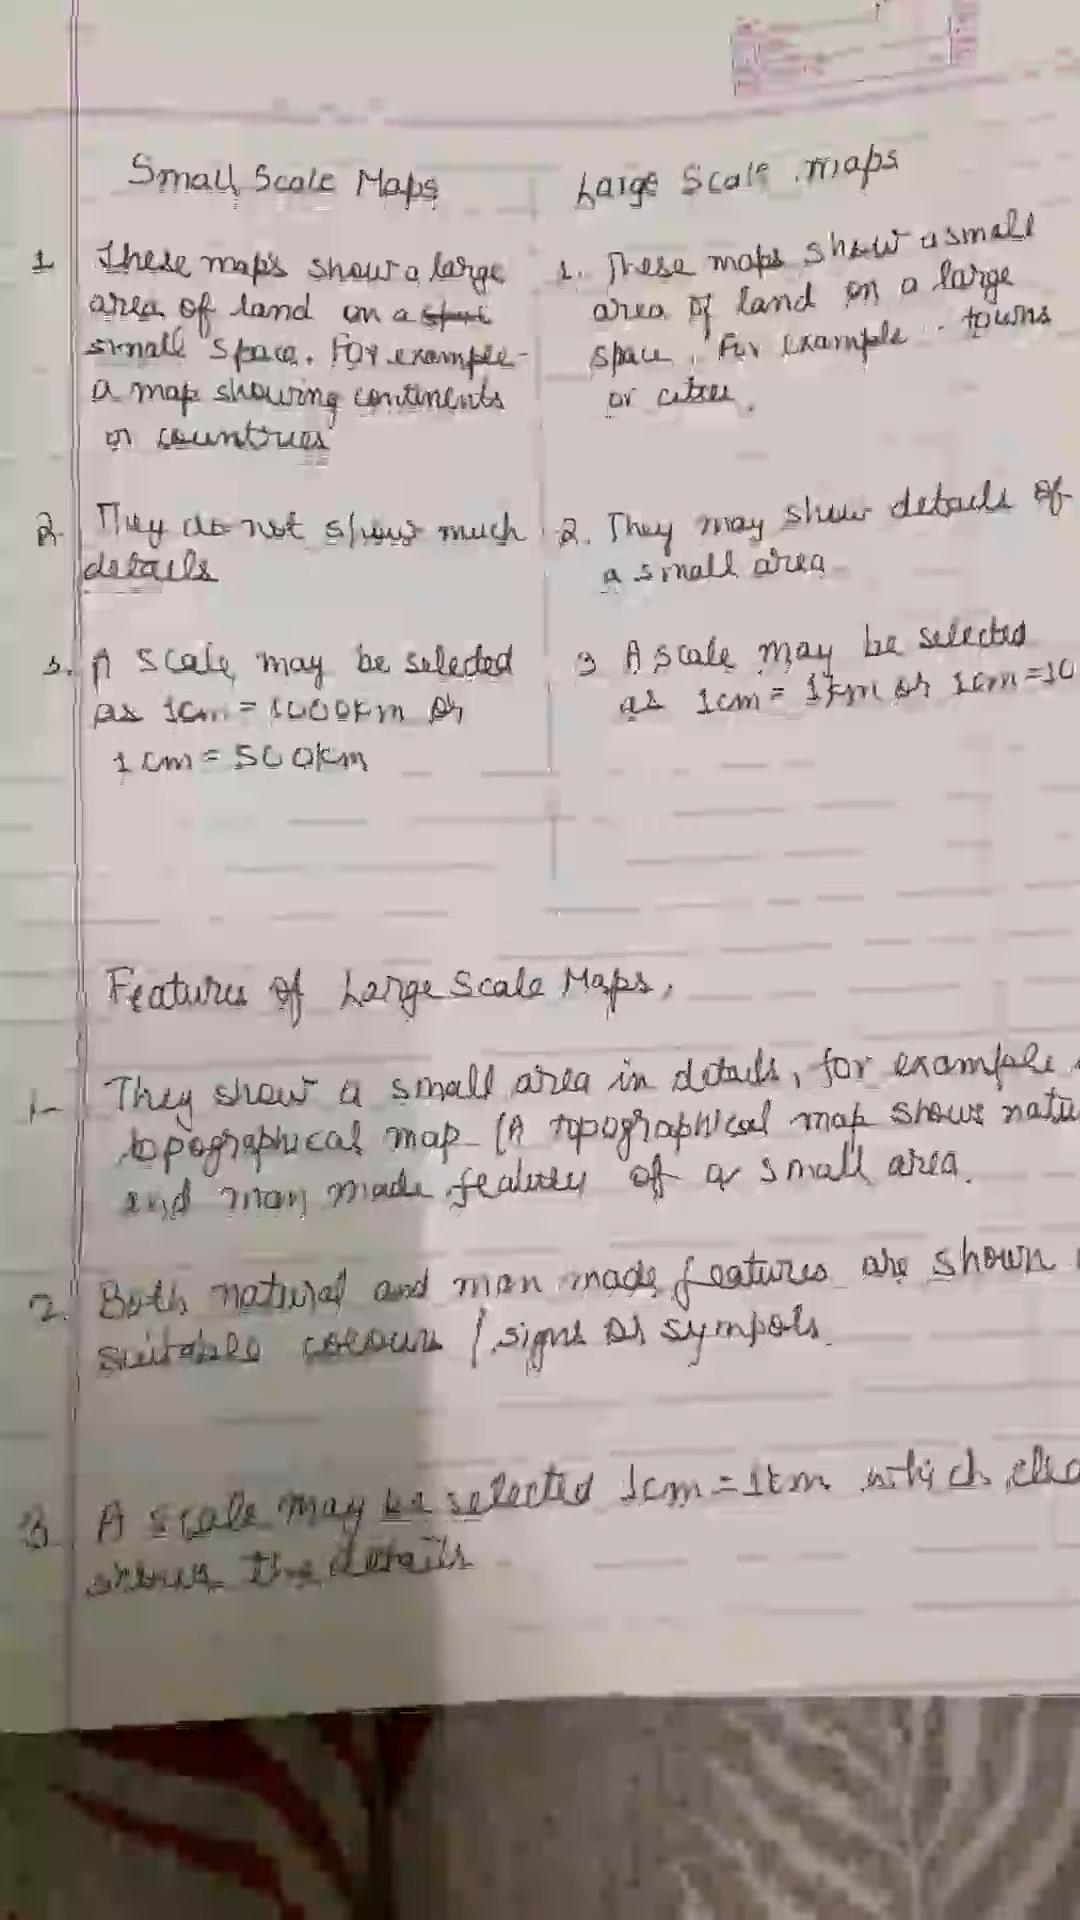 Small Scale Maps
1 These maps show a large
area of land on a
small space. For example-
a map showing continents
or countries
2. They do not show much
details
3. A scale may be selected
as 1cm = 1000km or
1 cm = 500km
Large Scale maps
1. These maps show a small
area of land on a large
space, For example towns
or cities.
2. They may show details of
a small area
3 A scale may be selected
as 1cm = 1km or 1cm = 10
Features of Large Scale Maps,
1- They show a small area in details, for example
topographical map (A topographical map shows
and man made features of a small area.
2. Both natural and man made features are shown
suitable colours / signs or symbols.
3. A scale may be selected 1cm = 1km which
shows the details